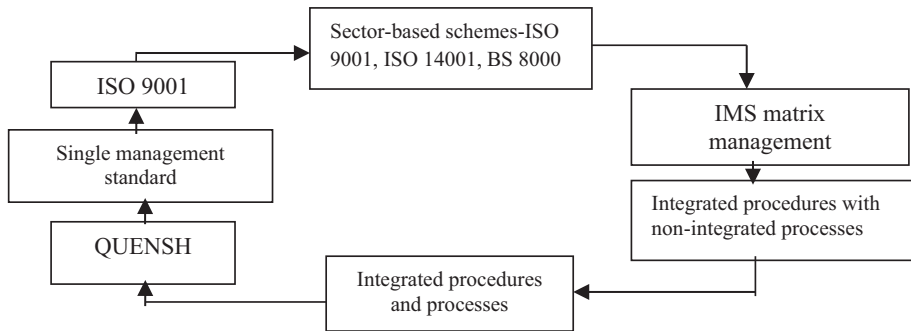 Sector-based schemes-ISO
9001, ISO 14001, BS 8000
ISO 9001
IMS matrix
management
Single management
standard
Integrated procedures with
non-integrated processes
QUENSH
Integrated procedures
and processes